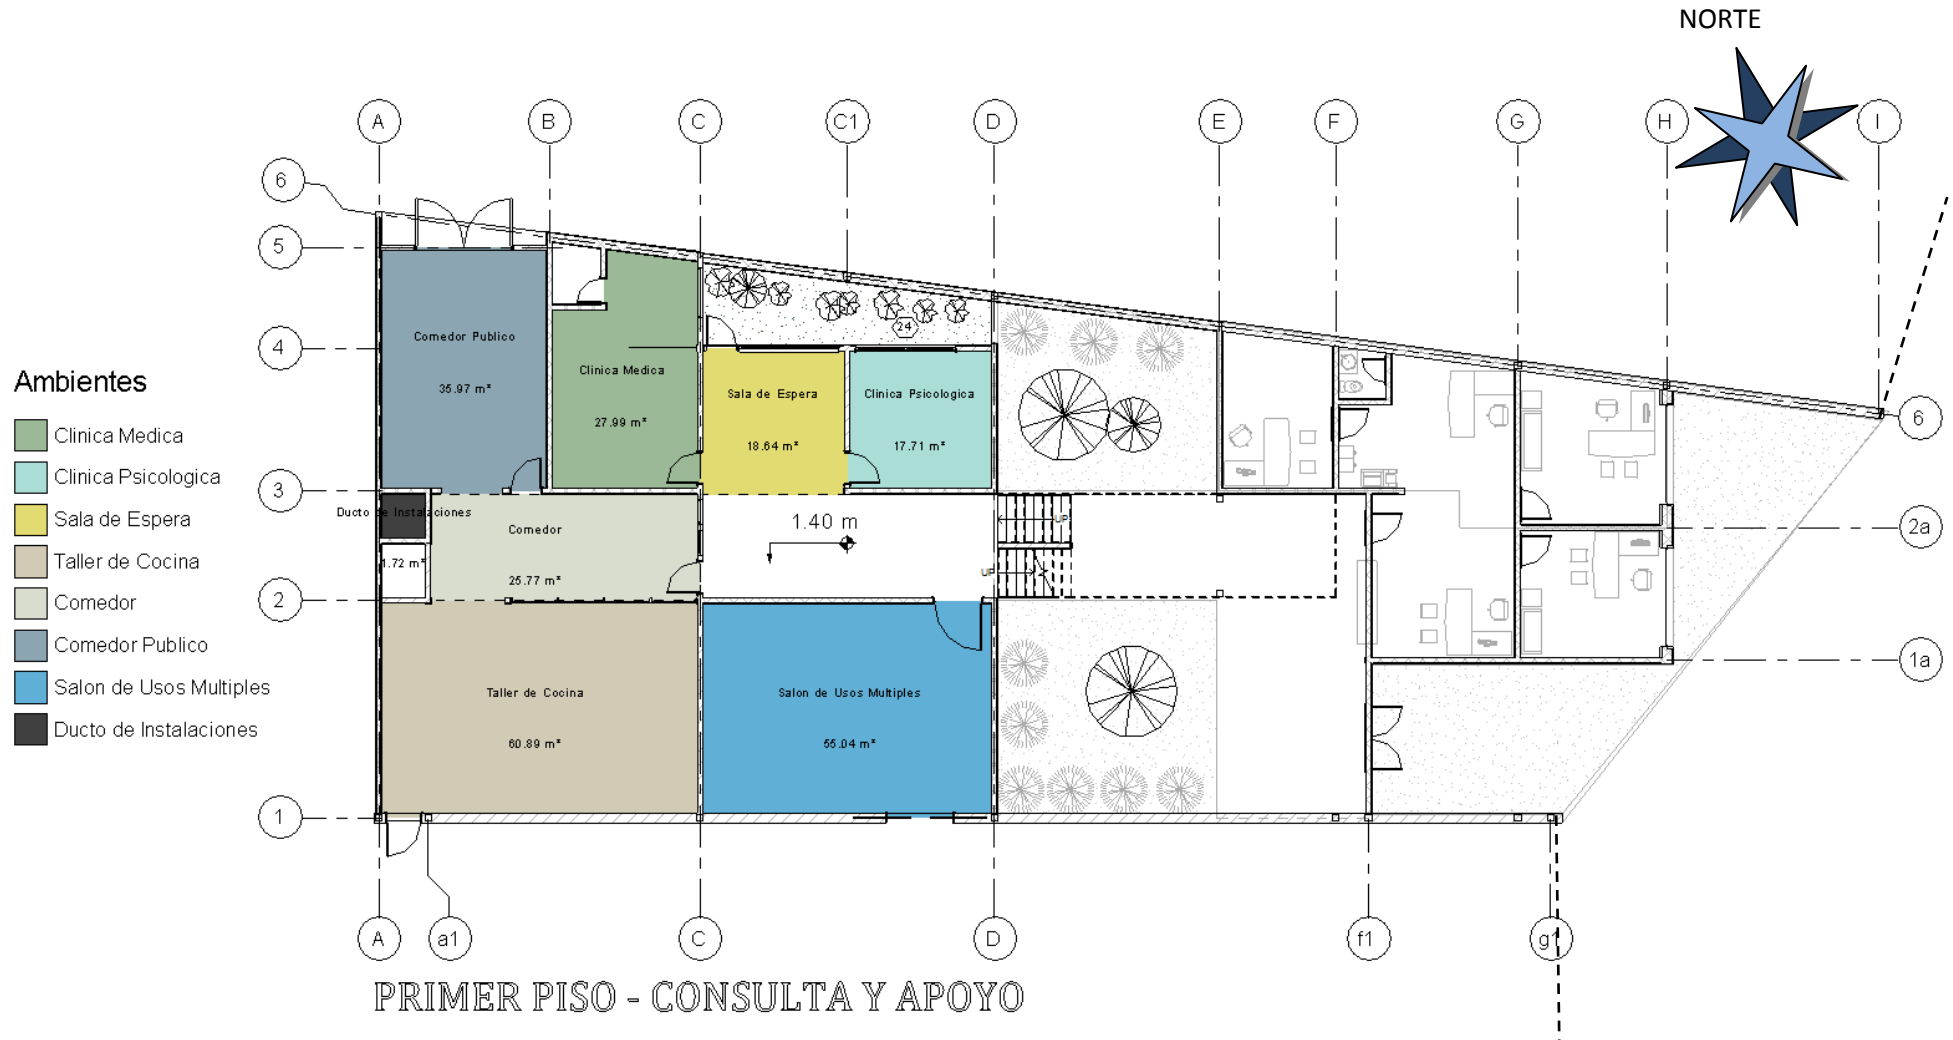 NORTE
A
B
C
C1
D
E
F
G
H
I
6
5
4
3
2
1
Ambientes
Clinica Medica
Clinica Psicologica
Sala de Espera
Taller de Cocina
Comedor
Comedor Publico
Salon de Usos Multiples
Ducto de Instalaciones
Comedor Publico
35.97 m²
Clinica Medica
27.99 m²
Sala de Espera
18.64 m²
Clinica Psicologica
17.71 m²
24
Ducto de Instalaciones
1.72 m²
Comedor
25.77 m²
1.40 m
UP
UP
Taller de Cocina
60.89 m²
Salon de Usos Multiples
55.04 m²
6
2a
1a
A
a1
C
D
f1
g1
PRIMER PISO - CONSULTA Y APOYO